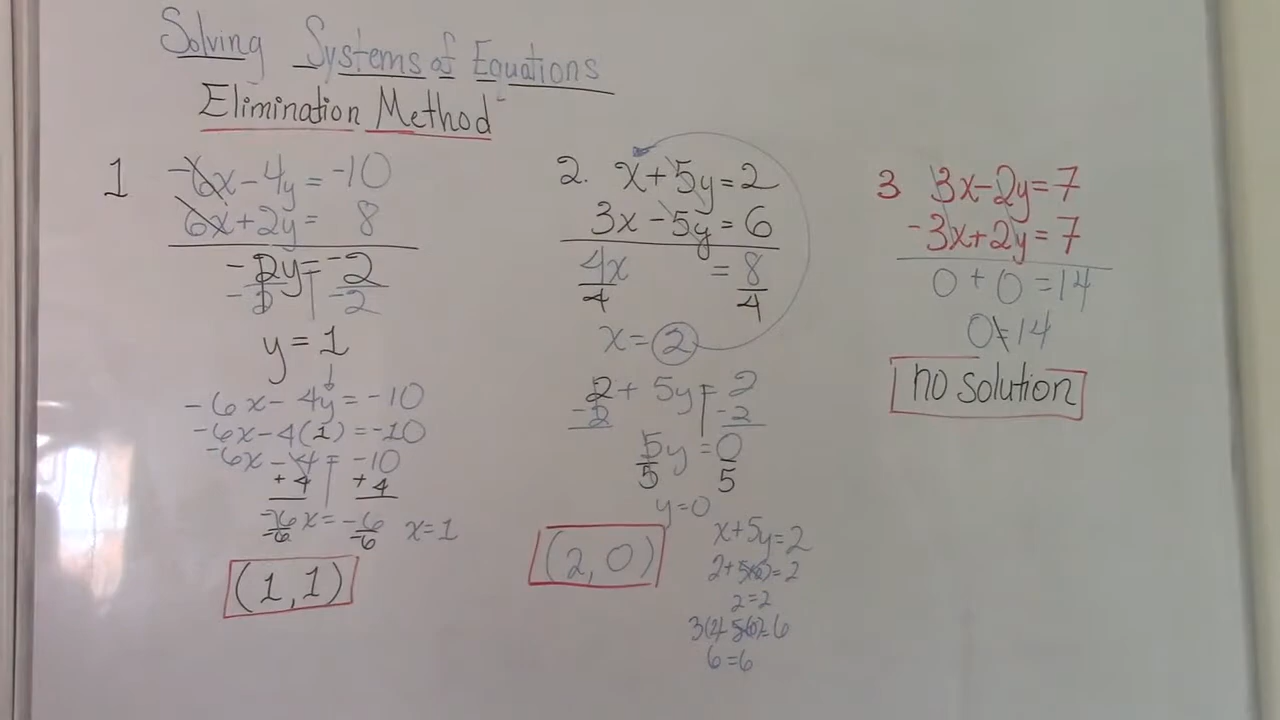 Solving Systems of Equations
Elimination Method
1
-6x - 4y = -10
6x + 2y = 8
-2y = -2
-2 -2
y = 1
-6x - 4y = -10
-6x - 4(1) = -10
-6x - 4 = -10
+4 +4
-6x = -6 x = 1
-6 -6
(1, 1)
2. x + 5y = 2
3x - 5y = 6
4x = 8
4 4
x = 2
2 + 5y = 2
-2 -2
5y = 0
5 5
y = 0
(2, 0)
x + 5y = 2
2 + 5(0) = 2
2 = 2
3(2) - 5(0) = 6
6 = 6
3 3x - 2y = 7
-3x + 2y = 7
0 + 0 = 14
0 ≠ 14
no solution